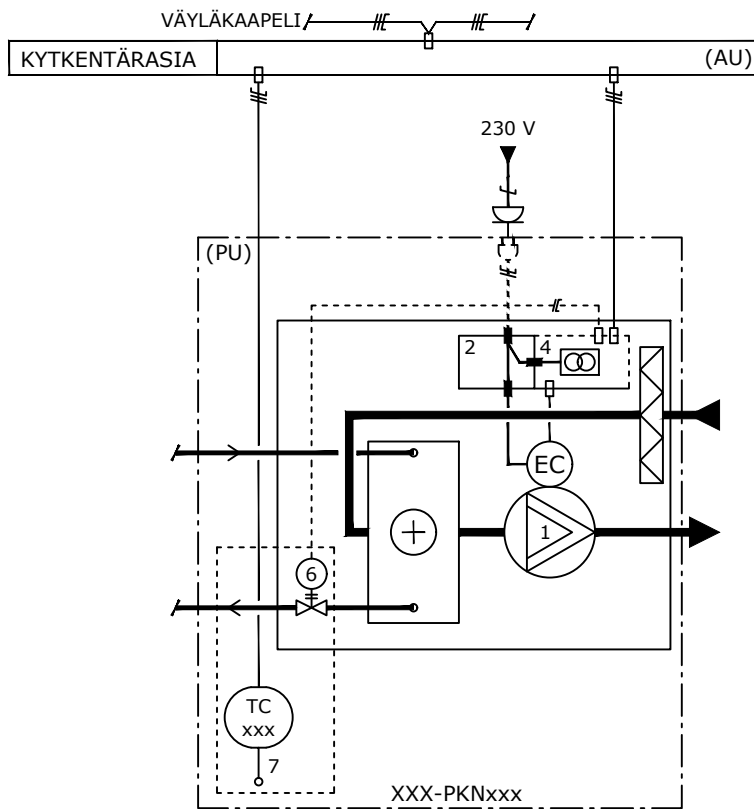 VÄYLÄKAAPELI
KYTKENTÄRASIA
(AU)
230 V
(PU)
2
4
EC
1
6
TC
xxx
7
XXX-PKNxxx